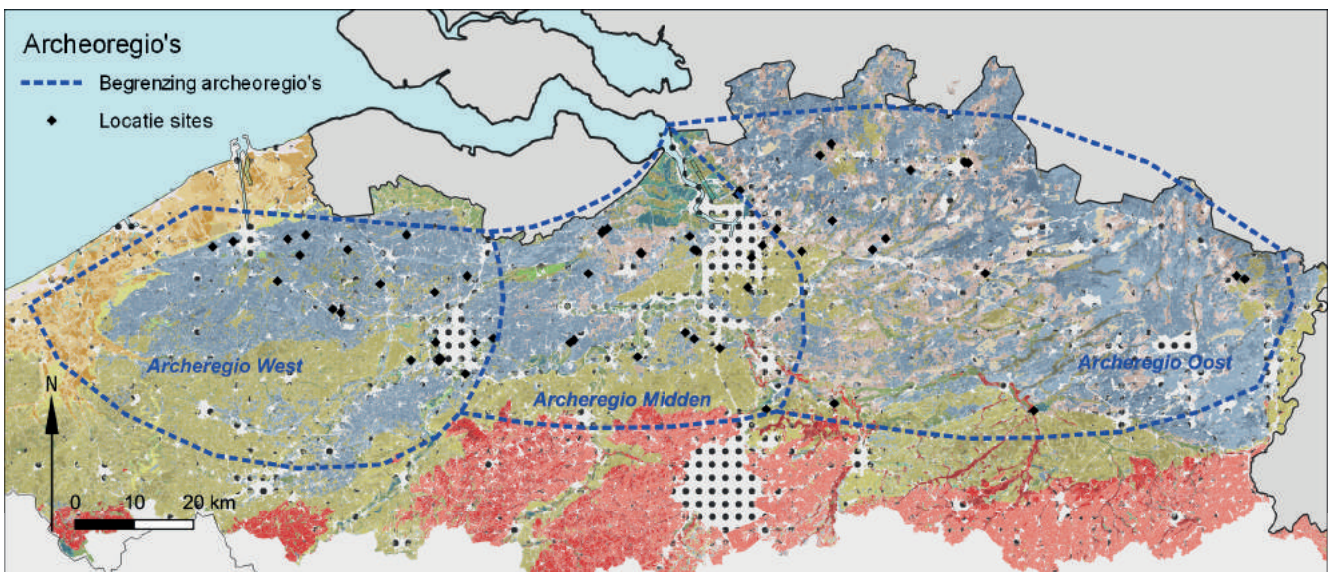 Archeoregio's
Begrenzing archeoregio's
Locatie sites
Archeregio West
Archeregio Midden
Archeregio Oost
N
0 10 20 km